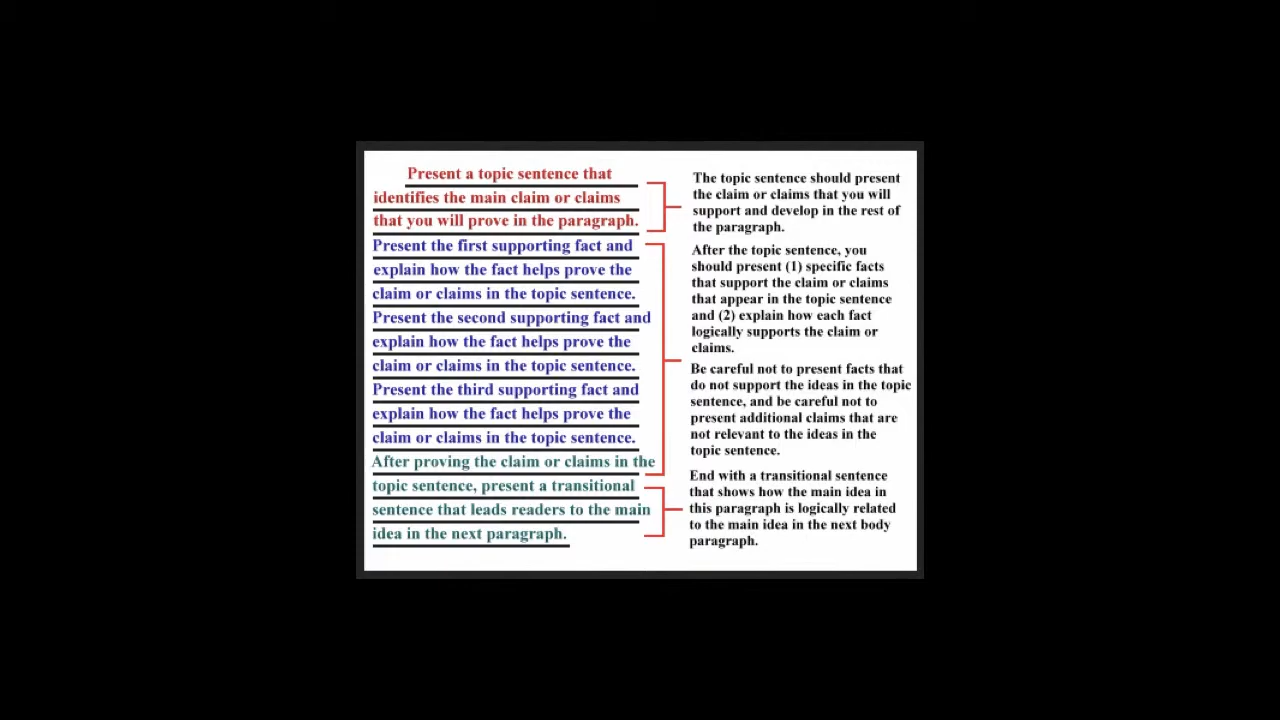 Present a topic sentence that
identifies the main claim or claims
that you will prove in the paragraph.
Present the first supporting fact and
explain how the fact helps prove the
claim or claims in the topic sentence.
Present the second supporting fact and
explain how the fact helps prove the
claim or claims in the topic sentence.
Present the third supporting fact and
explain how the fact helps prove the
claim or claims in the topic sentence.
After proving the claim or claims in the
topic sentence, present a transitional
sentence that leads readers to the main
idea in the next paragraph.
The topic sentence should present
the claim or claims that you will
support and develop in the rest of
the paragraph.
After the topic sentence, you
should present (1) specific facts
that support the claim or claims
that appear in the topic sentence
and (2) explain how each fact
logically supports the claim or
claims.
Be careful not to present facts that
do not support the ideas in the topic
sentence, and be careful not to
present additional claims that are
not relevant to the ideas in the
topic sentence.
End with a transitional sentence
that shows how the main idea in
this paragraph is logically related
to the main idea in the next body
paragraph.